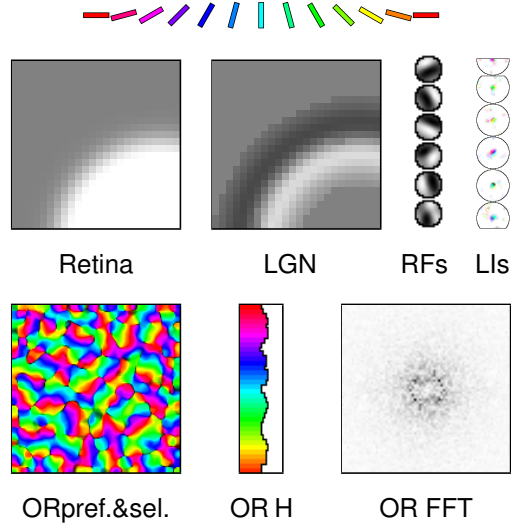 Retina LGN RFs LIs
ORpref.&sel. OR H OR FFT